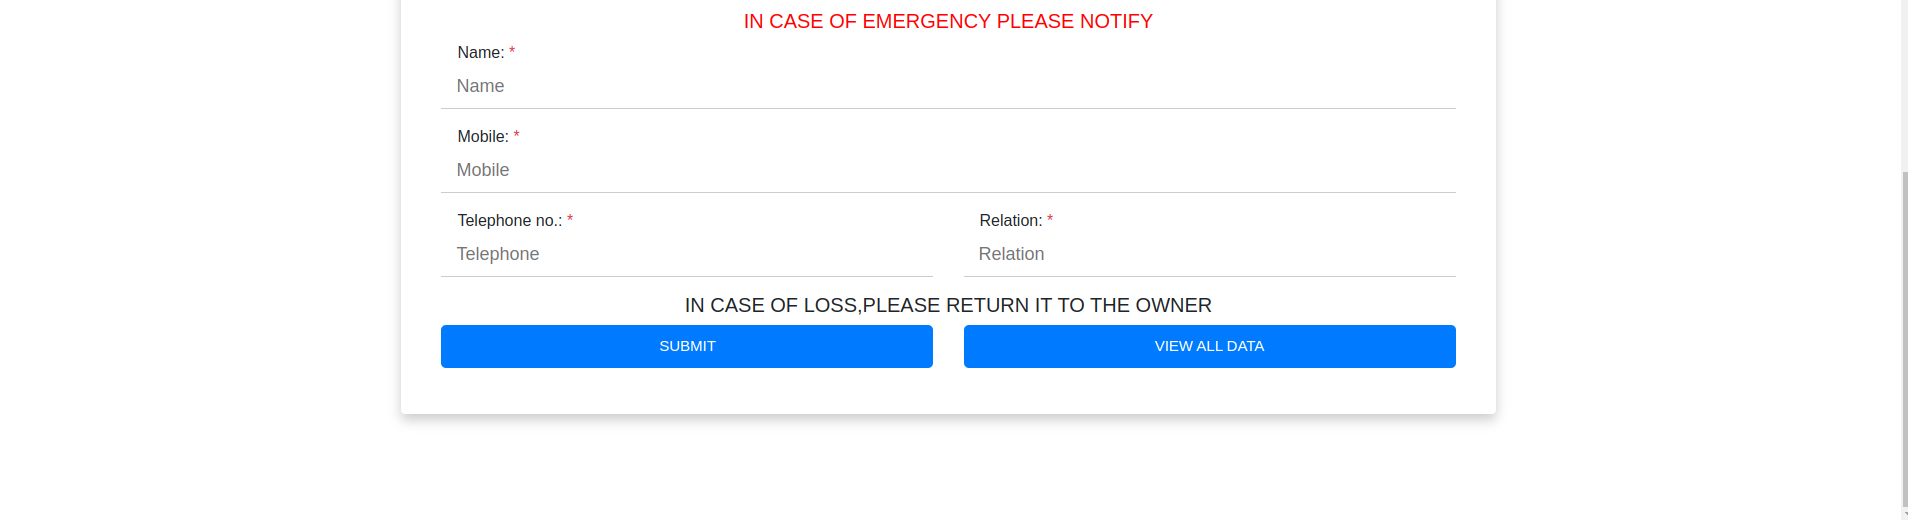 IN CASE OF EMERGENCY PLEASE NOTIFY
Name: *
Name
Mobile: *
Mobile
Telephone no.: * Relation: *
Telephone Relation
IN CASE OF LOSS,PLEASE RETURN IT TO THE OWNER
SUBMIT VIEW ALL DATA